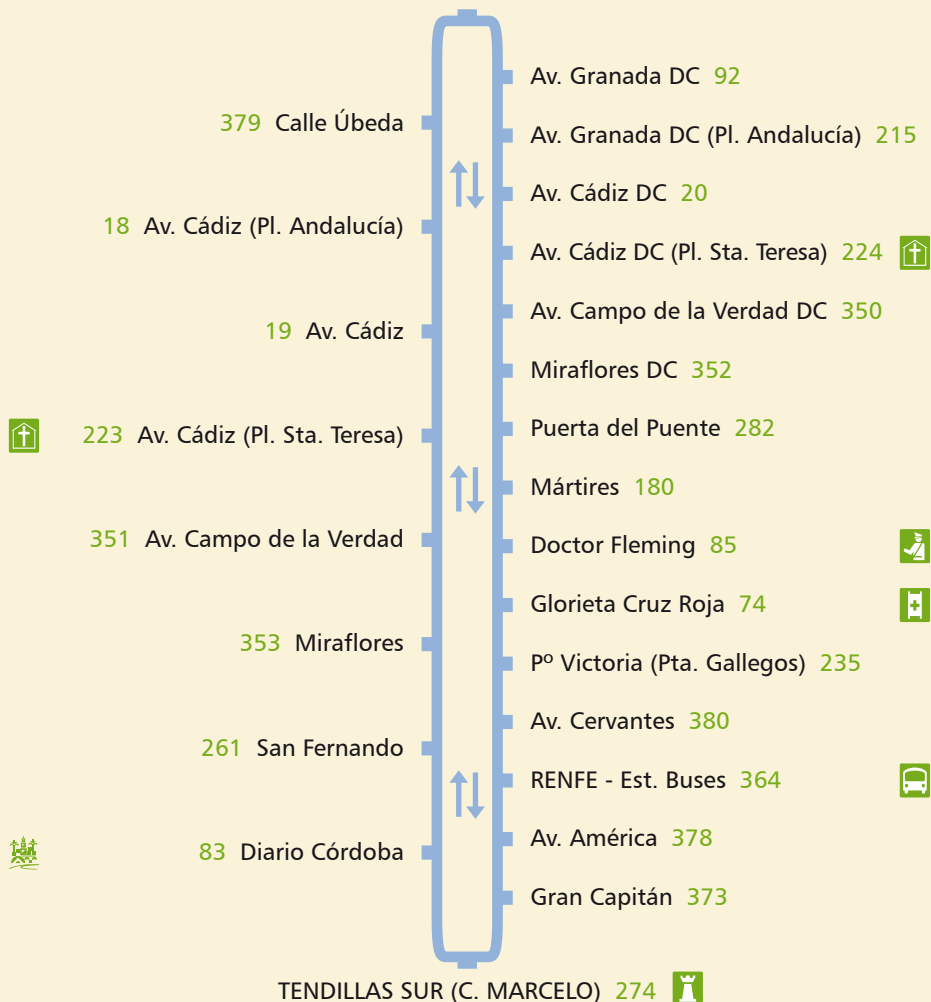 379 Calle Úbeda
18 Av. Cádiz (Pl. Andalucía)
19 Av. Cádiz
223 Av. Cádiz (Pl. Sta. Teresa)
351 Av. Campo de la Verdad
353 Miraflores
261 San Fernando
83 Diario Córdoba
Av. Granada DC 92
Av. Granada DC (Pl. Andalucía) 215
Av. Cádiz DC 20
Av. Cádiz DC (Pl. Sta. Teresa) 224
Av. Campo de la Verdad DC 350
Miraflores DC 352
Puerta del Puente 282
Mártires 180
Doctor Fleming 85
Glorieta Cruz Roja 74
Pº Victoria (Pta. Gallegos) 235
Av. Cervantes 380
RENFE - Est. Buses 364
Av. América 378
Gran Capitán 373
TENDILLAS SUR (C. MARCELO) 274